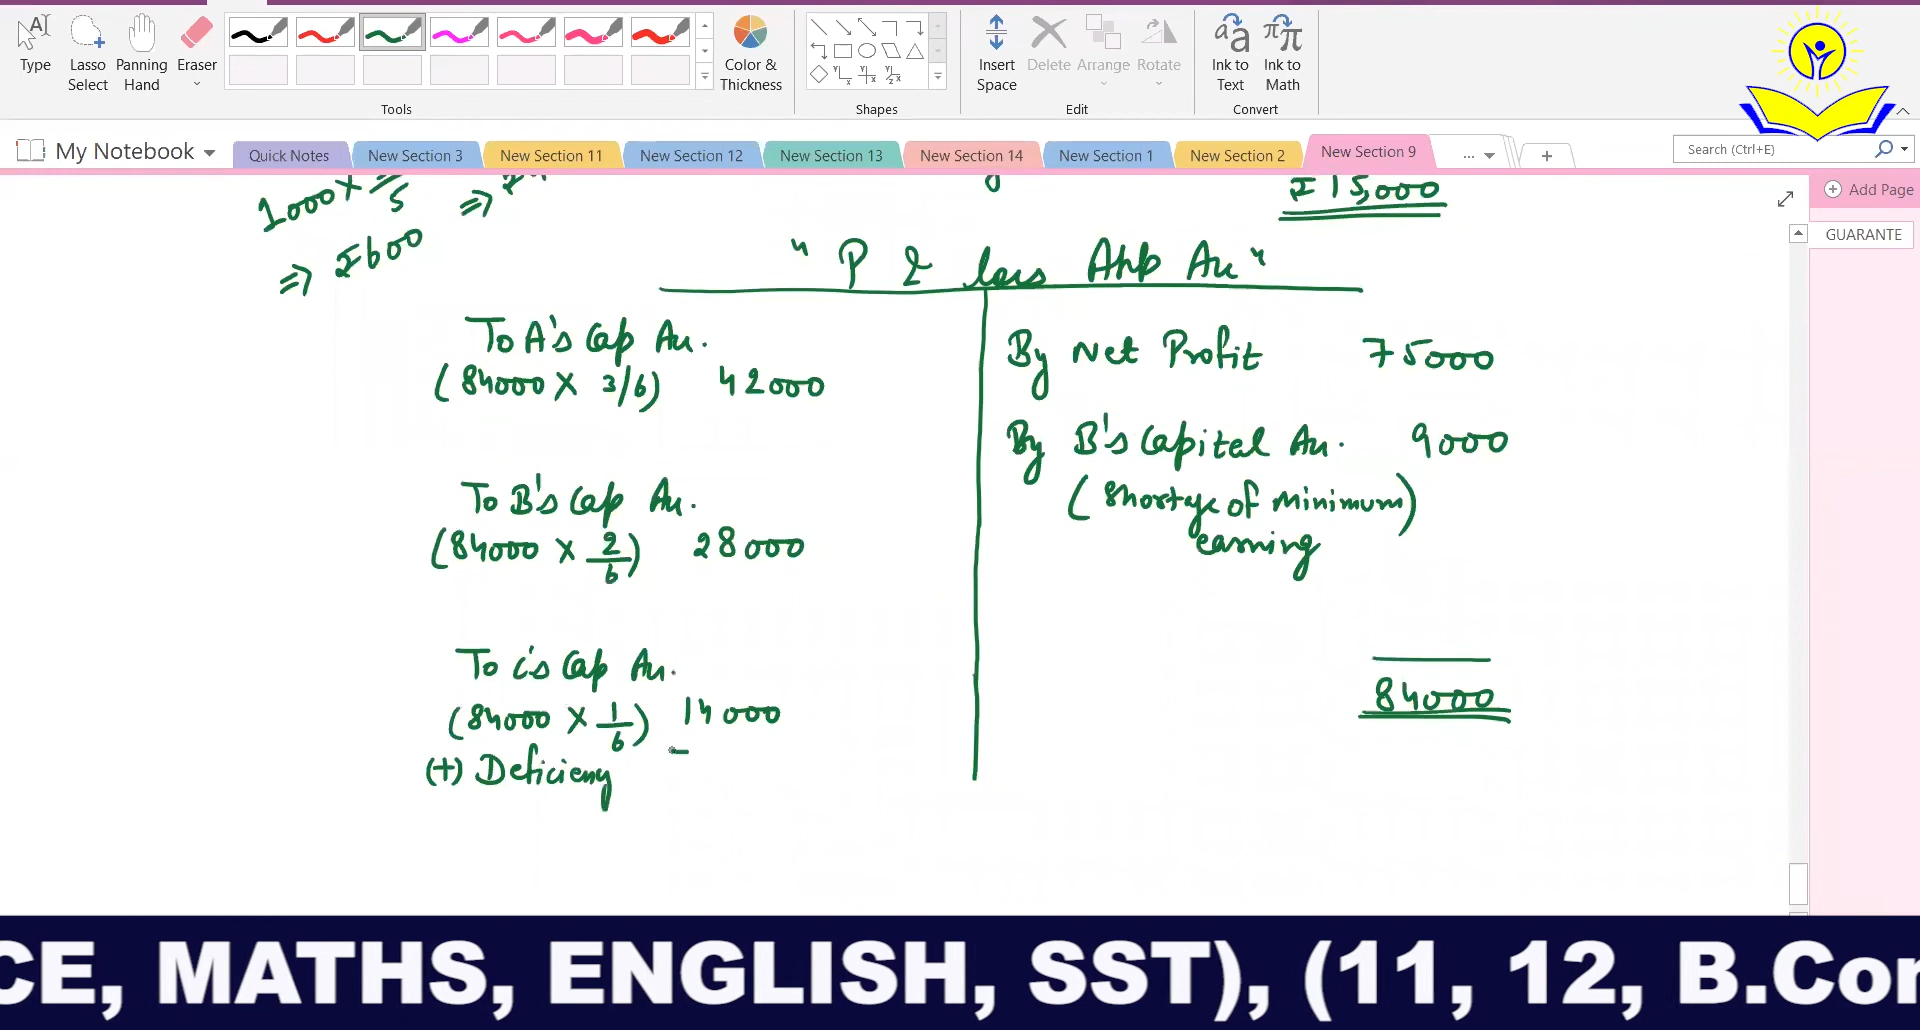 Type
Lasso Select
Panning Hand
Eraser
Color & Thickness
Insert Space
Delete
Arrange
Rotate
Ink to Text
Ink to Math
Tools
Shapes
Edit
Convert
My Notebook
Quick Notes
New Section 3
New Section 11
New Section 12
New Section 13
New Section 14
New Section 1
New Section 2
New Section 9
...
Search (Ctrl+E)
Add Page
GUARANTE
1000 ×
5
⇒
⇒ ₹600
₹15,000
" P & loss App Au "
To A's Cap Au.
(84000 × 3/6) 42000
To B's Cap Au.
(84000 × 2/6) 28000
To C's Cap Au.
(84000 × 1/6) 14000
(+) Deficieny
By Net Profit 75000
By B's Capital Au. 9000
(Shortage of minimum)
earning
84000
CE, MATHS, ENGLISH, SST), (11, 12, B.Con